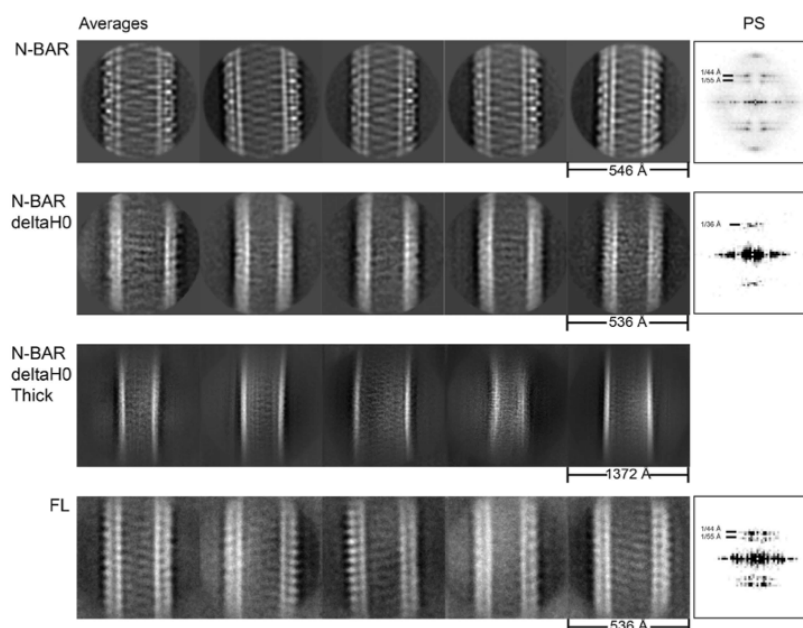 Averages PS
N-BAR
1/44 Å
1/55 Å
546 Å
N-BAR
deltaH0
1/36 Å
536 Å
N-BAR
deltaH0
Thick
1372 Å
FL
1/44 Å
1/55 Å
536 Å